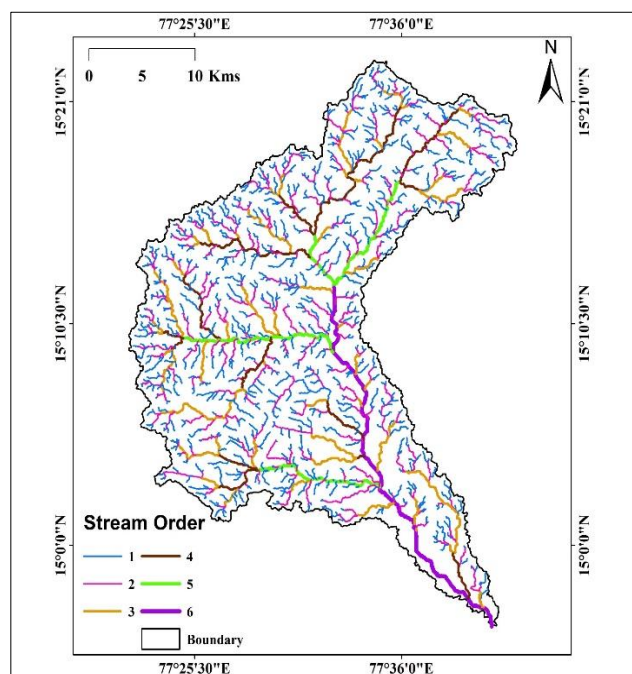 77°25'30"E 77°36'0"E
N
0 5 10 Kms
15°21'0"N 15°21'0"N
15°10'30"N 15°10'30"N
15°0'0"N 15°0'0"N
Stream Order
1 4
2 5
3 6
Boundary
77°25'30"E 77°36'0"E